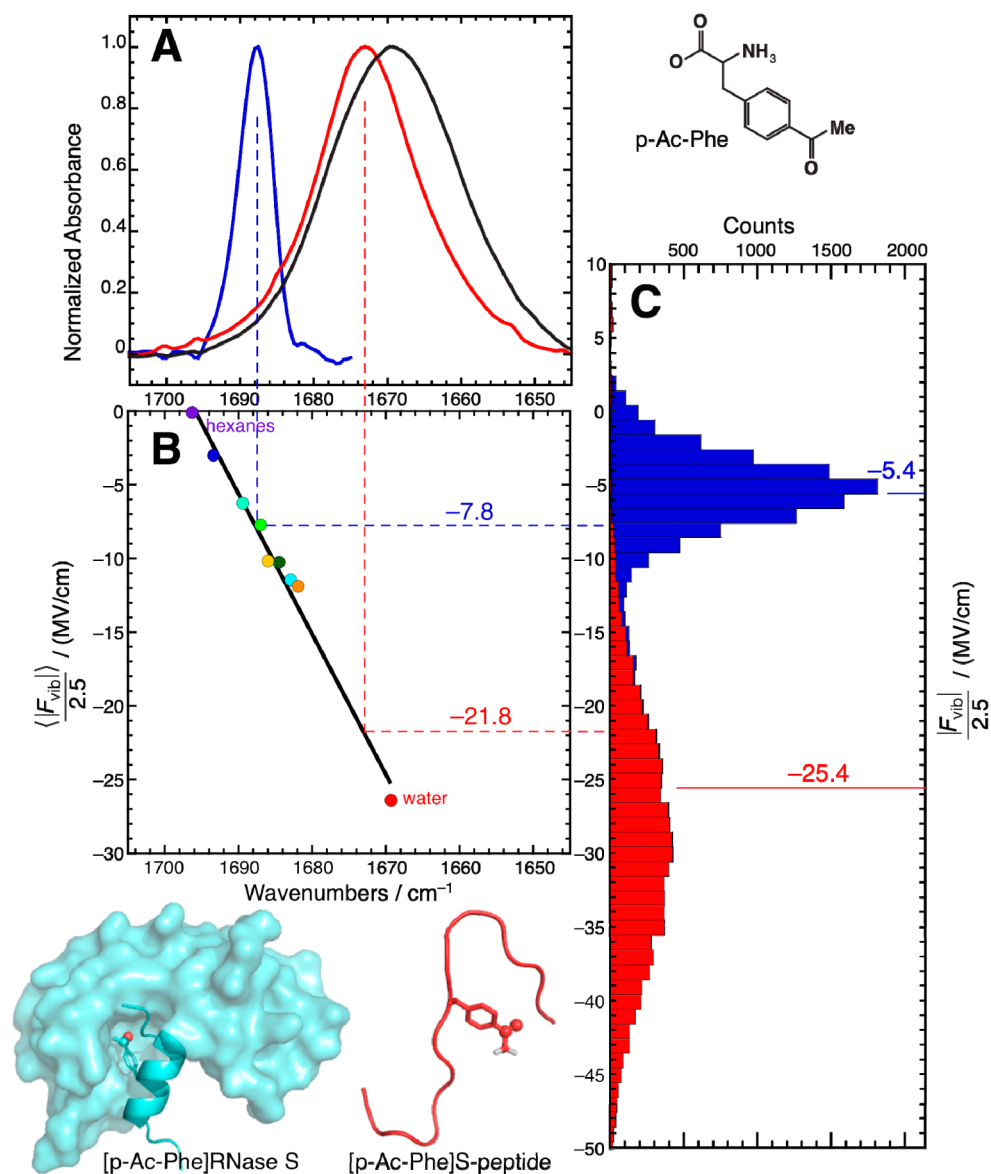 A
Normalized Absorbance
1.0
0.8
0.6
0.4
0.2
0
1700 1690 1680 1670 1660 1650
O
O
NH3
p-Ac-Phe
Me
O
B
hexanes
−7.8
−21.8
water
0
−5
−10
−15
−20
−25
−30
⟨|Fvib|⟩ / (MV/cm)
2.5
1700 1690 1680 1670 1660 1650
Wavenumbers / cm−1
Counts
500 1000 1500 2000
C
10
5
0
−5
−10
−15
−20
−25
−30
−35
−40
−45
−50
−5.4
−25.4
|Fvib| / (MV/cm)
2.5
[p-Ac-Phe]RNase S
[p-Ac-Phe]S-peptide